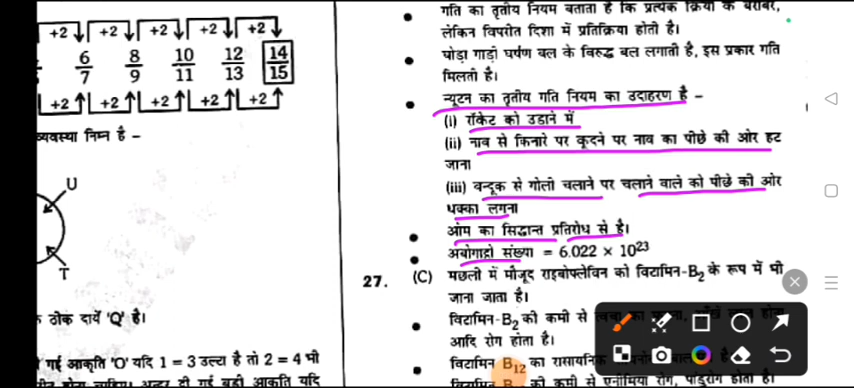 +2 +2 +2 +2 +2
6/7 8/9 10/11 12/13 14/15
+2 +2 +2 +2 +2
व्यवस्था निम्न है –
U
T
ठीक दायें 'Q' है।
गई आकृति 'O' यदि 1 = 3 उल्टा है तो 2 = 4 भी
गति का तृतीय नियम बताता है कि प्रत्येक क्रिया के बराबर,
लेकिन विपरीत दिशा में प्रतिक्रिया होती है।
घोड़ा गाड़ी घर्षण बल के विरुद्ध बल लगाती है, इस प्रकार गति
मिलती है।
न्यूटन का तृतीय गति नियम का उदाहरण है –
(i) रॉकेट को उडाने में
(ii) नाव से किनारे पर कूदने पर नाव का पीछे की ओर हट
जाना
(iii) बन्दूक से गोली चलाने पर चलाने वाले को पीछे की ओर
धक्का लगना
ओम का सिद्धान्त प्रतिरोध से है।
अवोगाद्रो संख्या = 6.022 × 10²³
27. (C) मछली में मौजूद राइबोफ्लेविन को विटामिन-B₂ के रूप में भी
जाना जाता है।
विटामिन-B₂ की कमी से
आदि रोग होता है।
विटामिन B₁₂ का
की कमी से एनीमिया रोग, पांडुरोग होता है।